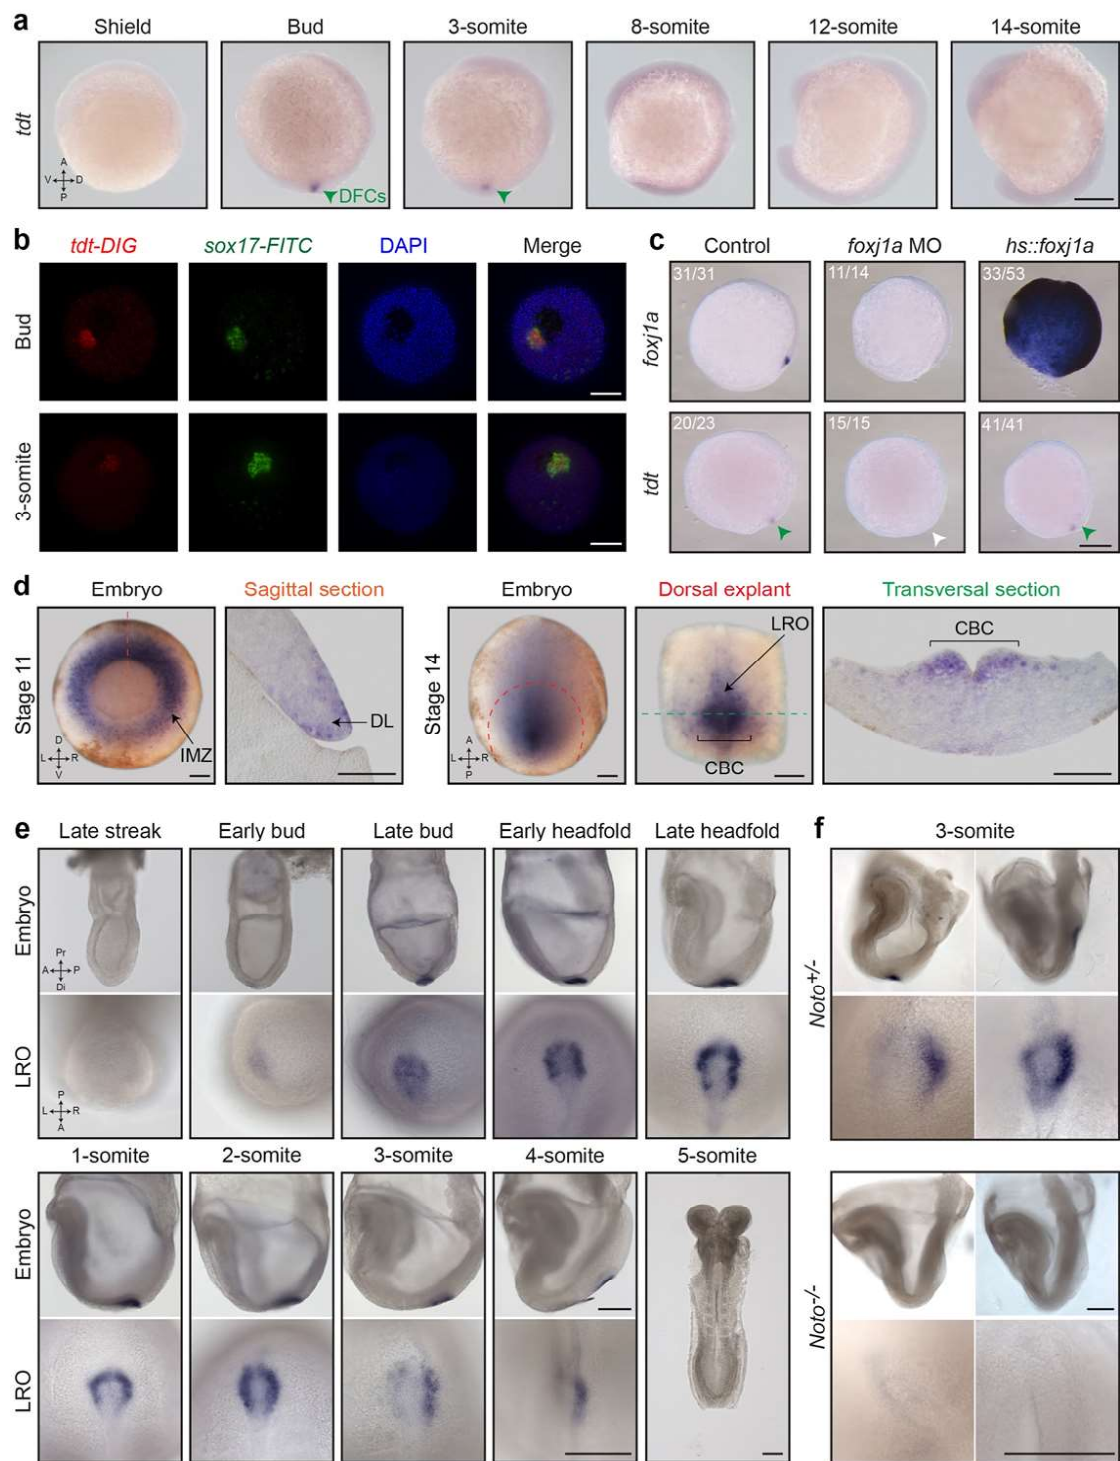 a
Shield
Bud
3-somite
8-somite
12-somite
14-somite
tdt
A
V D
P
DFCs
b
tdt-DIG
sox17-FITC
DAPI
Merge
Bud
3-somite
c
Control
foxj1a MO
hs::foxj1a
foxj1a
31/31
11/14
33/53
tdt
20/23
15/15
41/41
d
Embryo
Sagittal section
Embryo
Dorsal explant
Transversal section
Stage 11
IMZ
D
L R
V
DL
Stage 14
A
L R
P
LRO
CBC
CBC
e
Late streak
Early bud
Late bud
Early headfold
Late headfold
Embryo
Pr
A P
Di
LRO
P
L R
A
1-somite
2-somite
3-somite
4-somite
5-somite
Embryo
LRO
f
3-somite
Noto+/-
Noto-/-